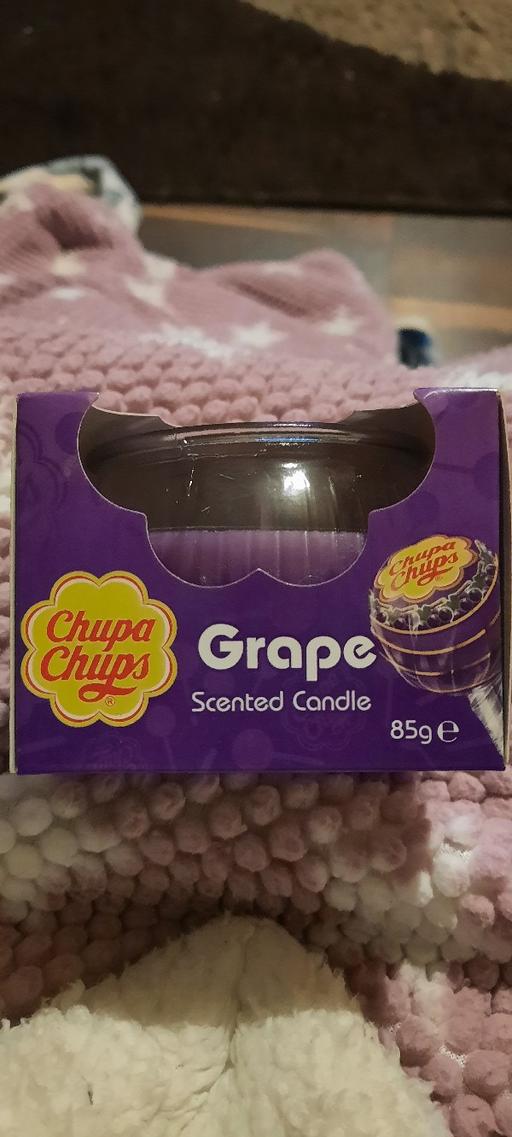 Chupa
Chups
®
Grape
Scented Candle
85g ℮
Chupa
Chups